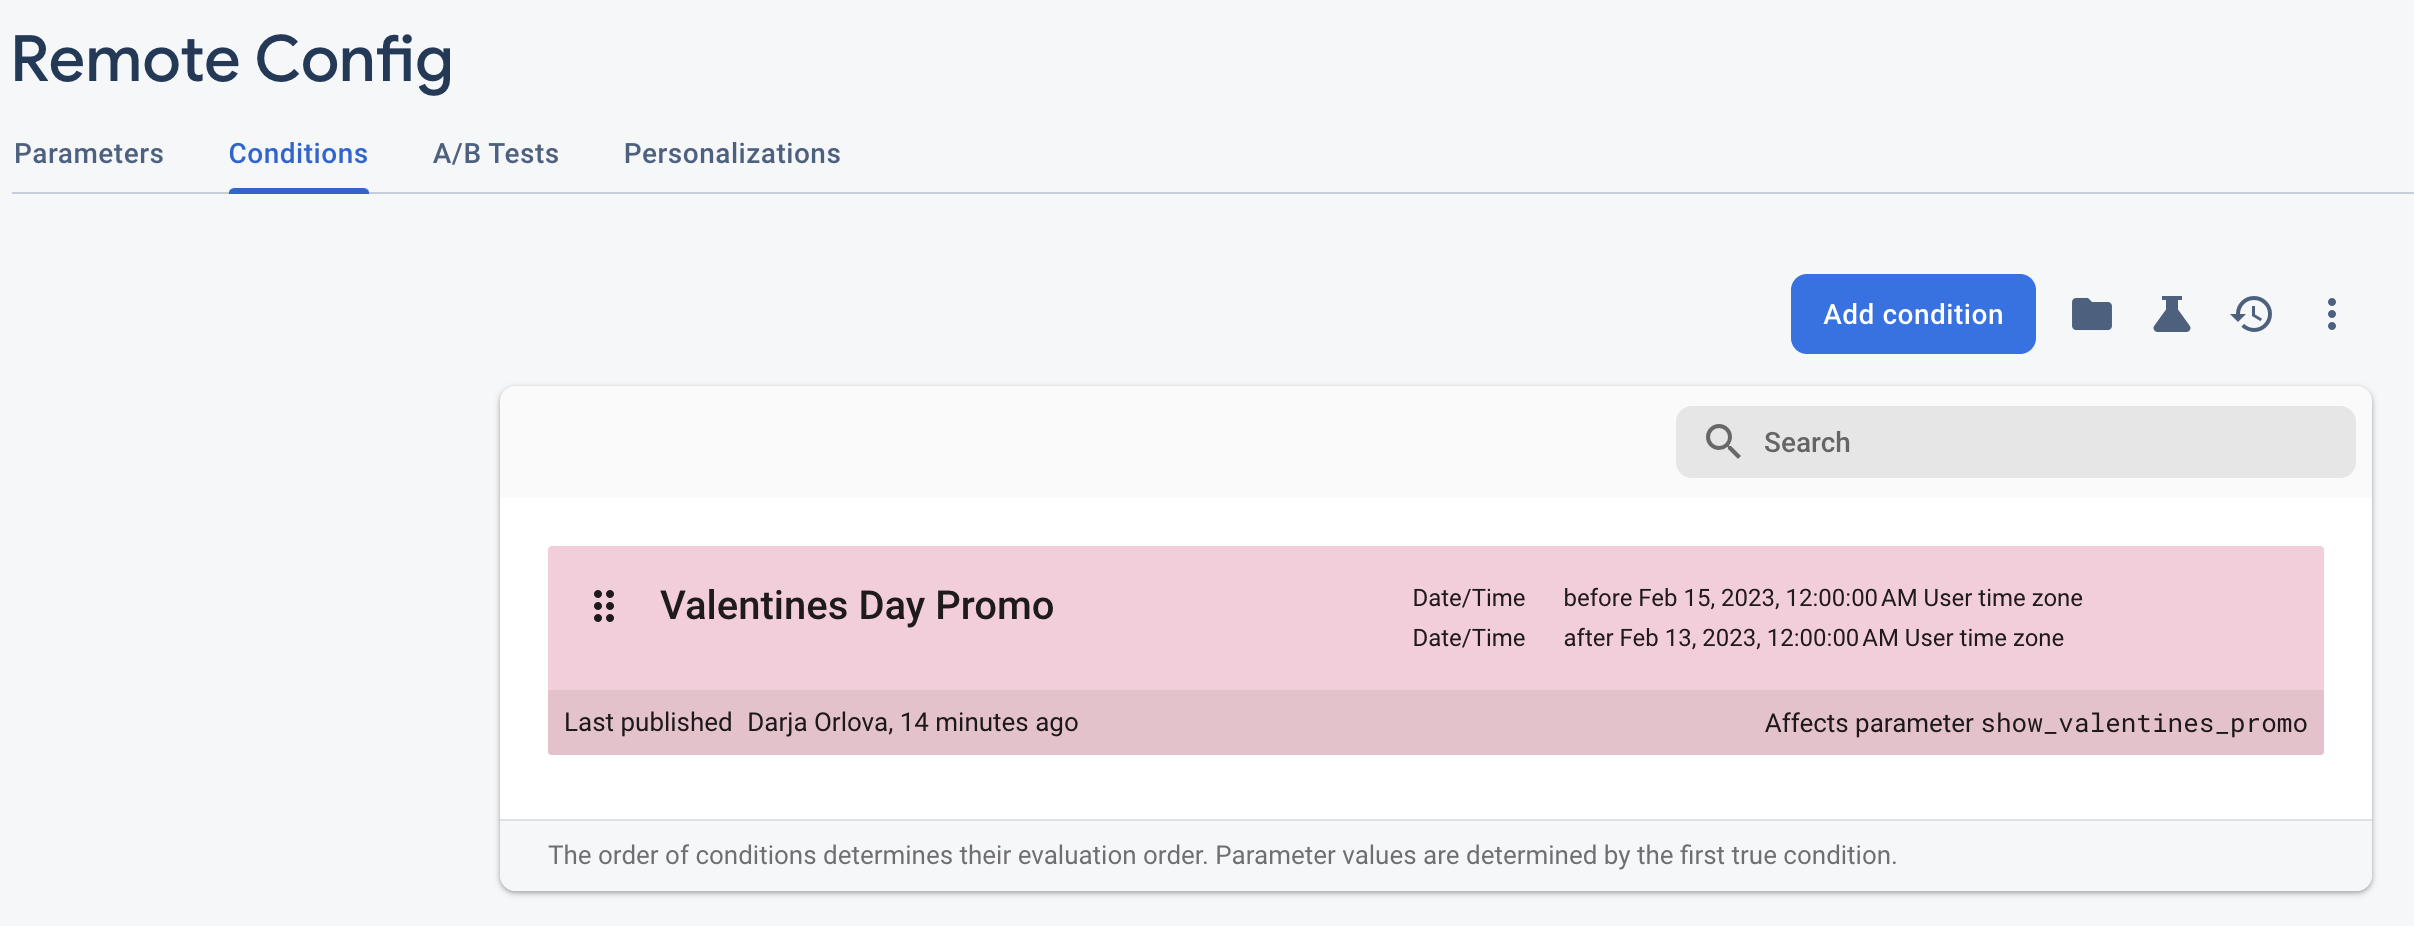 Remote Config
Parameters Conditions A/B Tests Personalizations
Add condition
Search
Valentines Day Promo
Date/Time before Feb 15, 2023, 12:00:00 AM User time zone
Date/Time after Feb 13, 2023, 12:00:00 AM User time zone
Last published Darja Orlova, 14 minutes ago
Affects parameter show_valentines_promo
The order of conditions determines their evaluation order. Parameter values are determined by the first true condition.